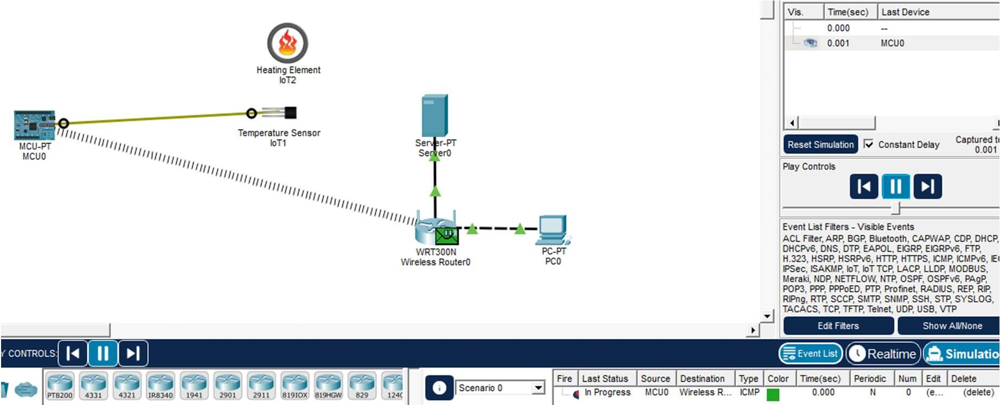 Heating Element
IoT2
Temperature Sensor
IoT1
MCU-PT
MCU0
Server-PT
Server0
WRT300N
Wireless Router0
PC-PT
PC0
Vis. Time(sec) Last Device
0.000 --
0.001 MCU0
Reset Simulation Constant Delay Captured to
0.001
Play Controls
Event List Filters - Visible Events
ACL Filter, ARP, BGP, Bluetooth, CAPWAP, CDP, DHCP,
DHCPv6, DNS, DTP, EAPOL, EIGRP, EIGRPv6, FTP,
H.323, HSRP, HSRPv6, HTTP, HTTPS, ICMP, ICMPv6, IEC
IPSec, ISAKMP, IoT, IoT TCP, LACP, LLDP, MODBUS,
Meraki, NDP, NETFLOW, NTP, OSPF, OSPFv6, PAgP,
POP3, PPP, PPPoED, PTP, Profinet, RADIUS, REP, RIP,
RIPng, RTP, SCCP, SMTP, SNMP, SSH, STP, SYSLOG,
TACACS, TCP, TFTP, Telnet, UDP, USB, VTP
Edit Filters Show All/None
Y CONTROLS:
Event List Realtime Simulatio
PT8200 4331 4321 IR8340 1941 2901 2911 819IOX 819HGW 829 1240
Scenario 0
Fire Last Status Source Destination Type Color Time(sec) Periodic Num Edit Delete
In Progress MCU0 Wireless R... ICMP 0.000 N 0 (e... (delete)